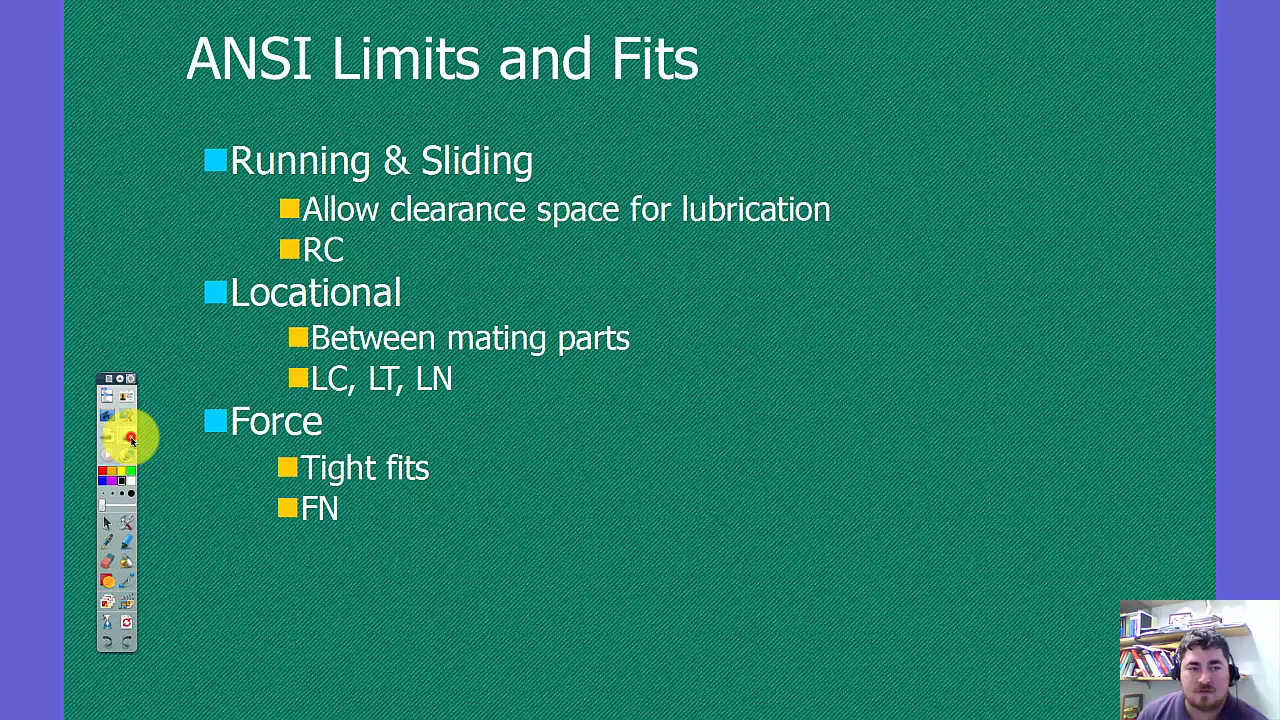 ANSI Limits and Fits
Running & Sliding
Allow clearance space for lubrication
RC
Locational
Between mating parts
LC, LT, LN
Force
Tight fits
FN